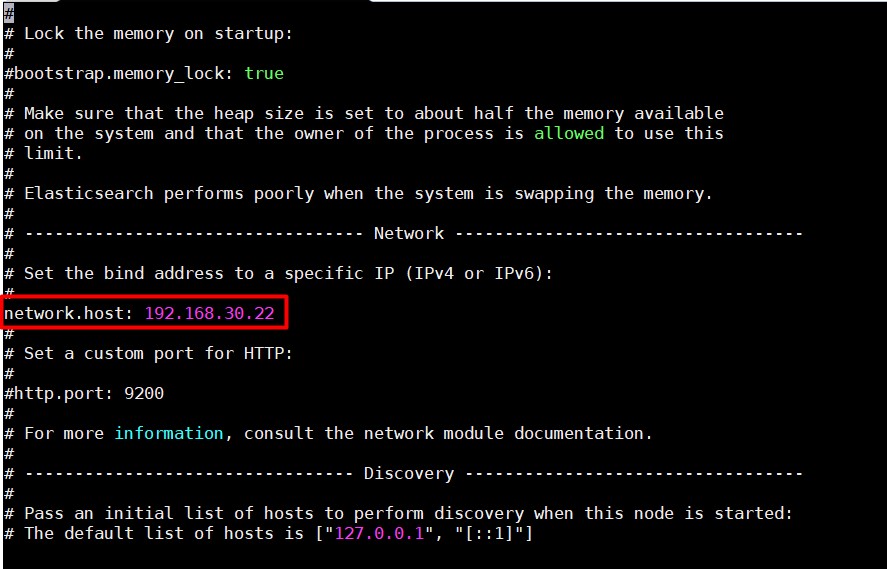 #
# Lock the memory on startup:
#
#bootstrap.memory_lock: true
#
# Make sure that the heap size is set to about half the memory available
# on the system and that the owner of the process is allowed to use this
# limit.
#
# Elasticsearch performs poorly when the system is swapping the memory.
#
# ---------------------------------- Network -----------------------------------
#
# Set the bind address to a specific IP (IPv4 or IPv6):
#
network.host: 192.168.30.22
#
# Set a custom port for HTTP:
#
#http.port: 9200
#
# For more information, consult the network module documentation.
#
# --------------------------------- Discovery ----------------------------------
#
# Pass an initial list of hosts to perform discovery when this node is started:
# The default list of hosts is ["127.0.0.1", "[::1]"]